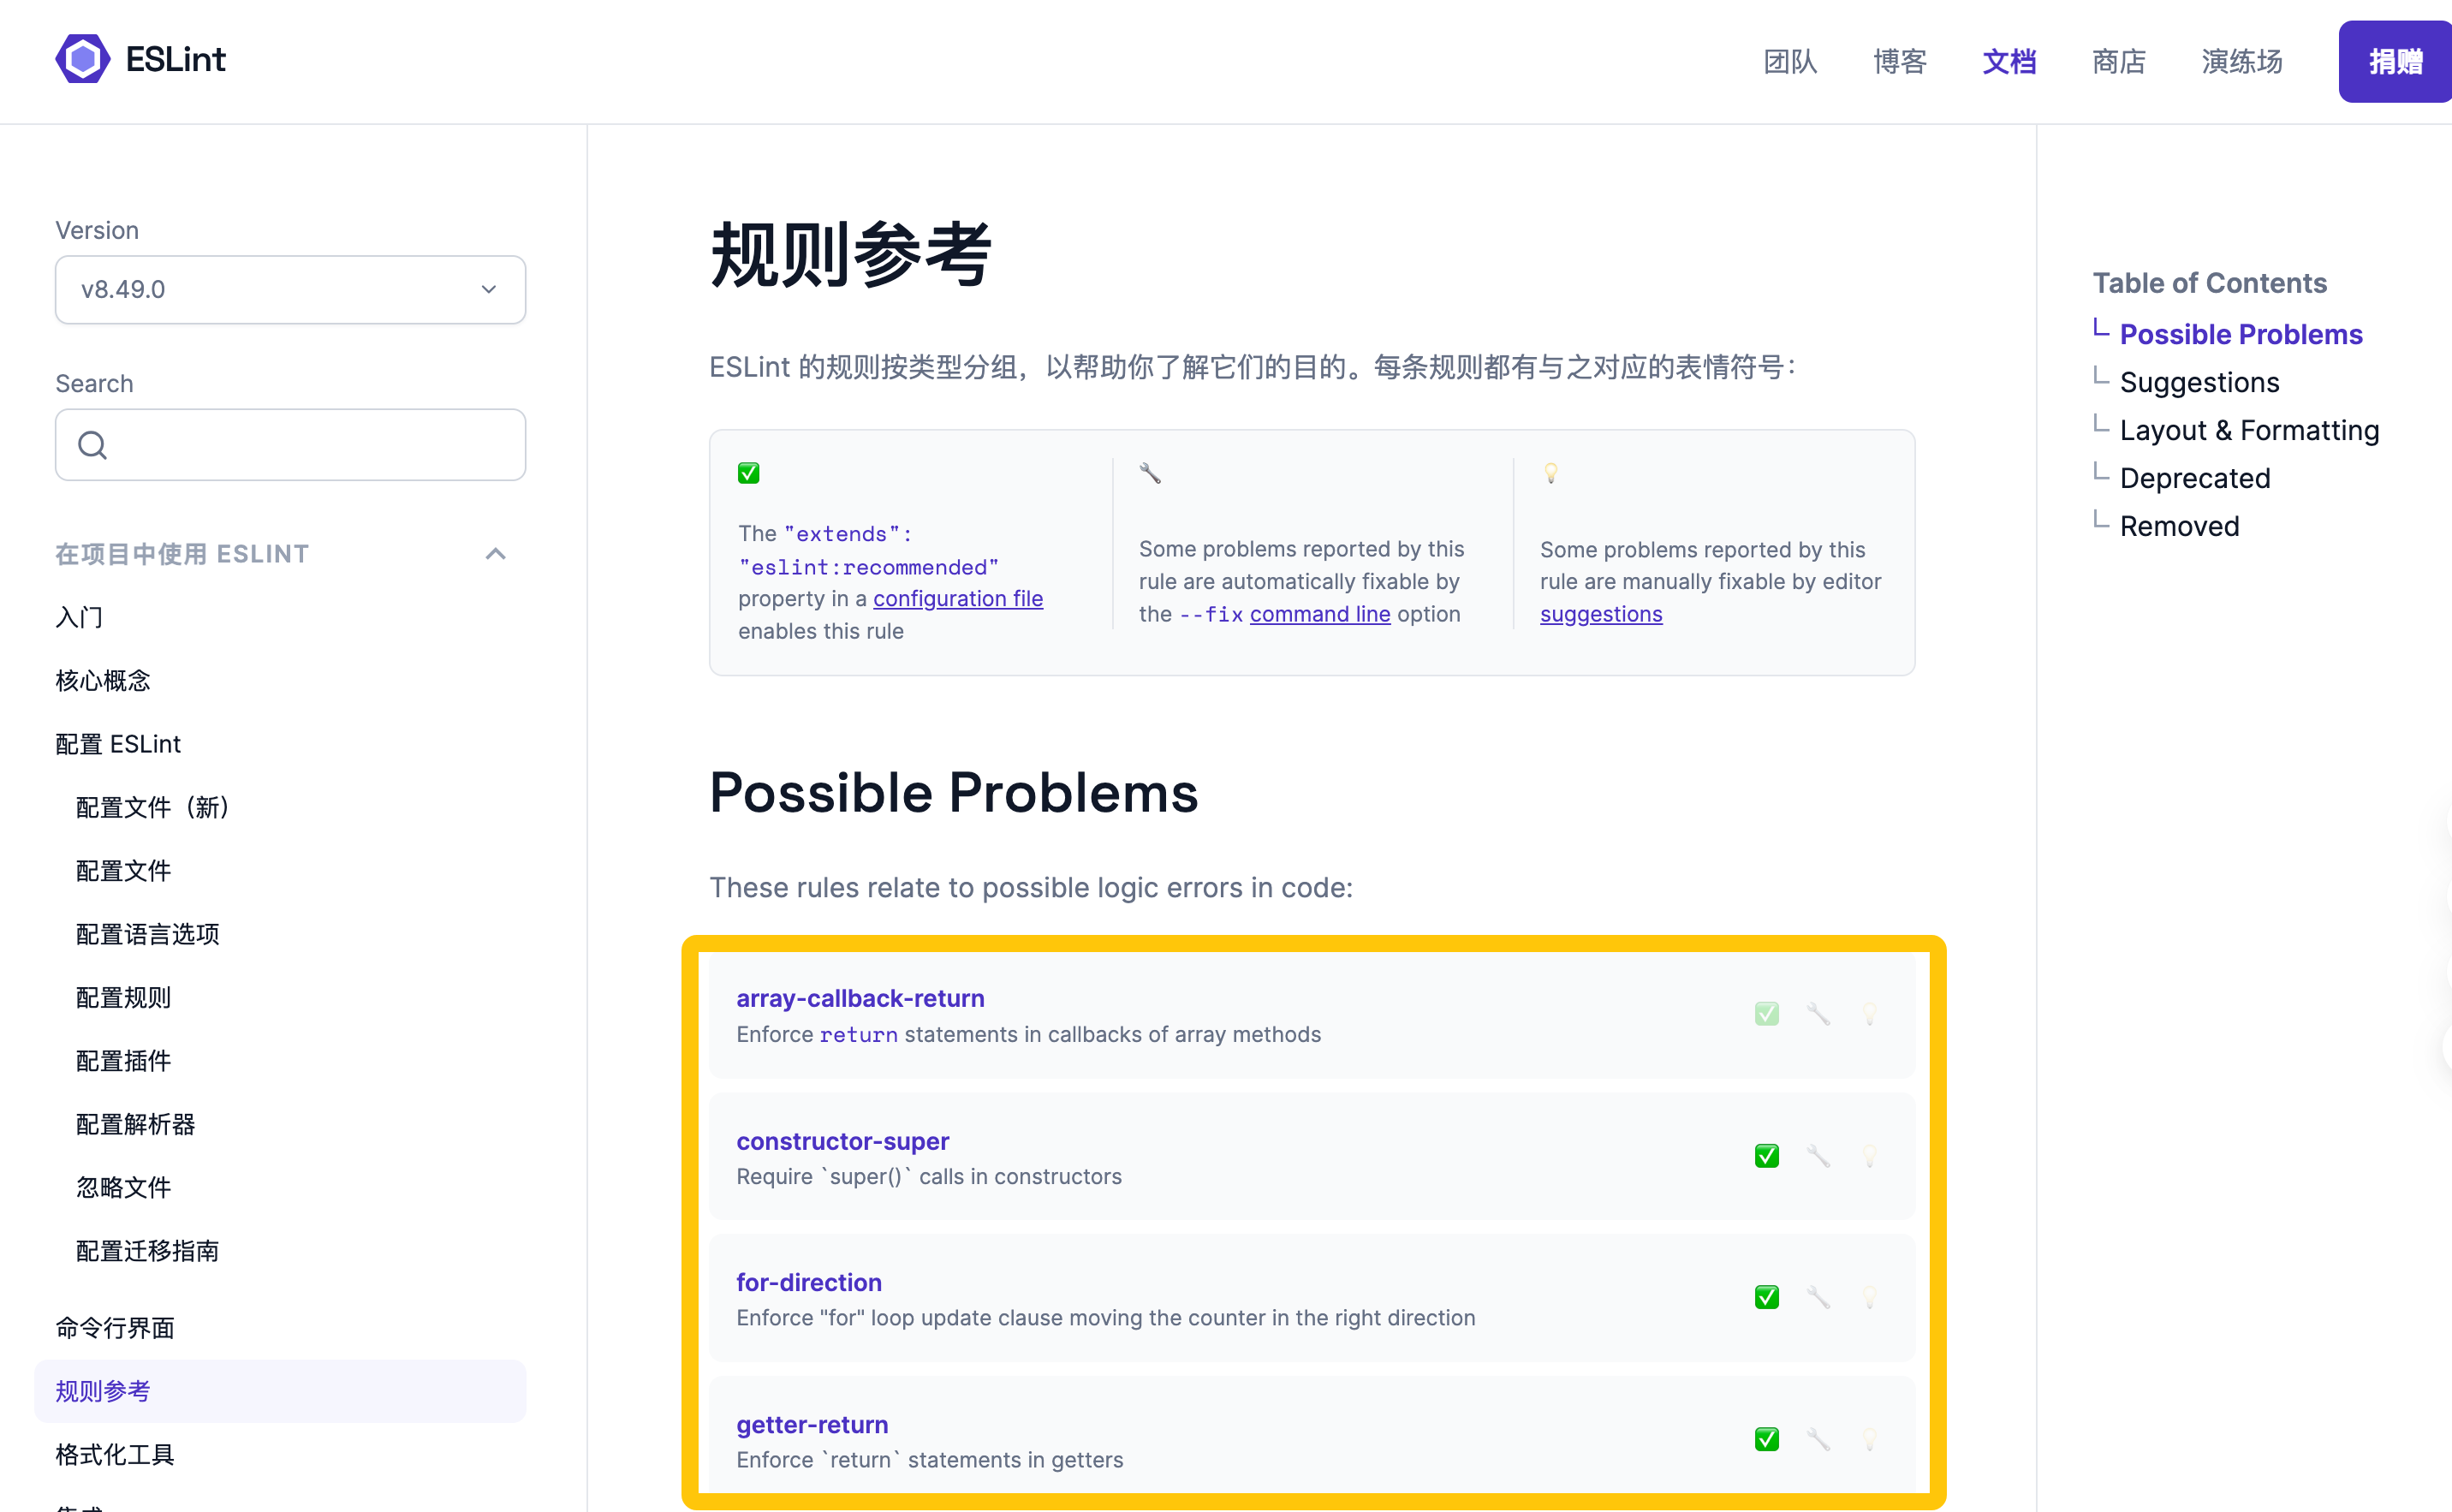 ESLint
团队
博客
文档
商店
演练场
捐赠
Version
v8.49.0
Search
在项目中使用 ESLINT
入门
核心概念
配置 ESLint
配置文件（新）
配置文件
配置语言选项
配置规则
配置插件
配置解析器
忽略文件
配置迁移指南
命令行界面
规则参考
格式化工具
规则参考
ESLint 的规则按类型分组，以帮助你了解它们的目的。每条规则都有与之对应的表情符号：
The "extends":
"eslint:recommended"
property in a configuration file
enables this rule
Some problems reported by this
rule are automatically fixable by
the --fix command line option
Some problems reported by this
rule are manually fixable by editor
suggestions
Possible Problems
These rules relate to possible logic errors in code:
array-callback-return
Enforce return statements in callbacks of array methods
constructor-super
Require `super()` calls in constructors
for-direction
Enforce "for" loop update clause moving the counter in the right direction
getter-return
Enforce `return` statements in getters
Table of Contents
Possible Problems
Suggestions
Layout & Formatting
Deprecated
Removed